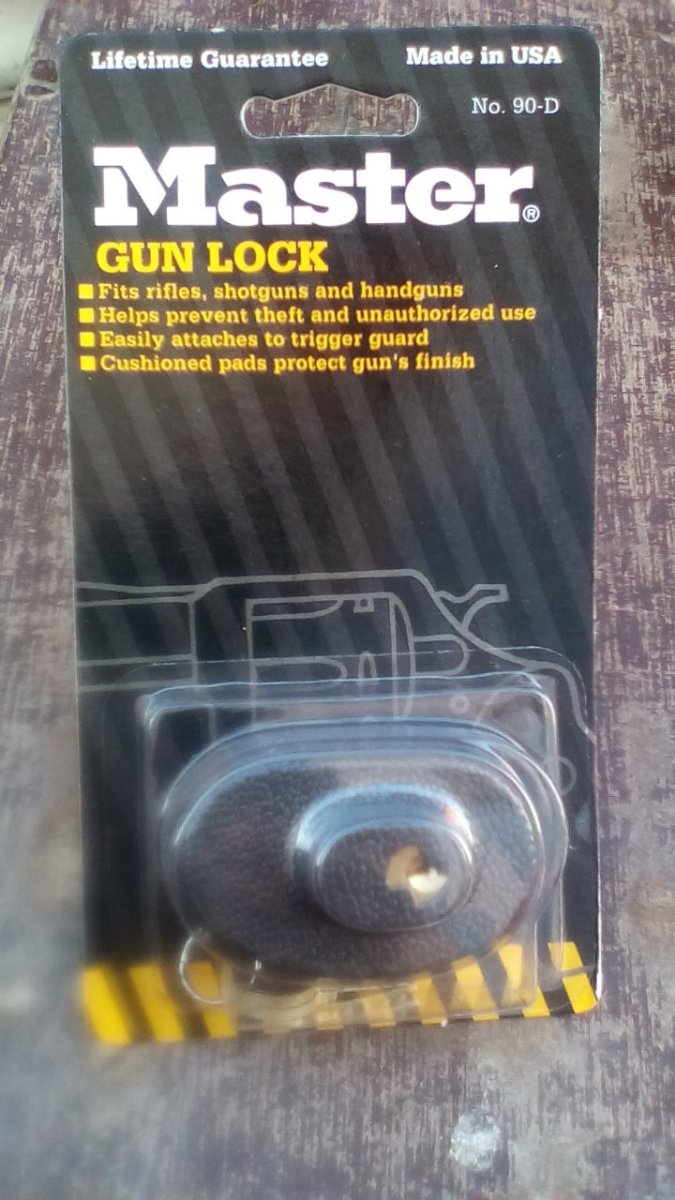 Lifetime Guarantee
Made in USA
No. 90-D
Master®
GUN LOCK
Fits rifles, shotguns and handguns
Helps prevent theft and unauthorized use
Easily attaches to trigger guard
Cushioned pads protect gun's finish